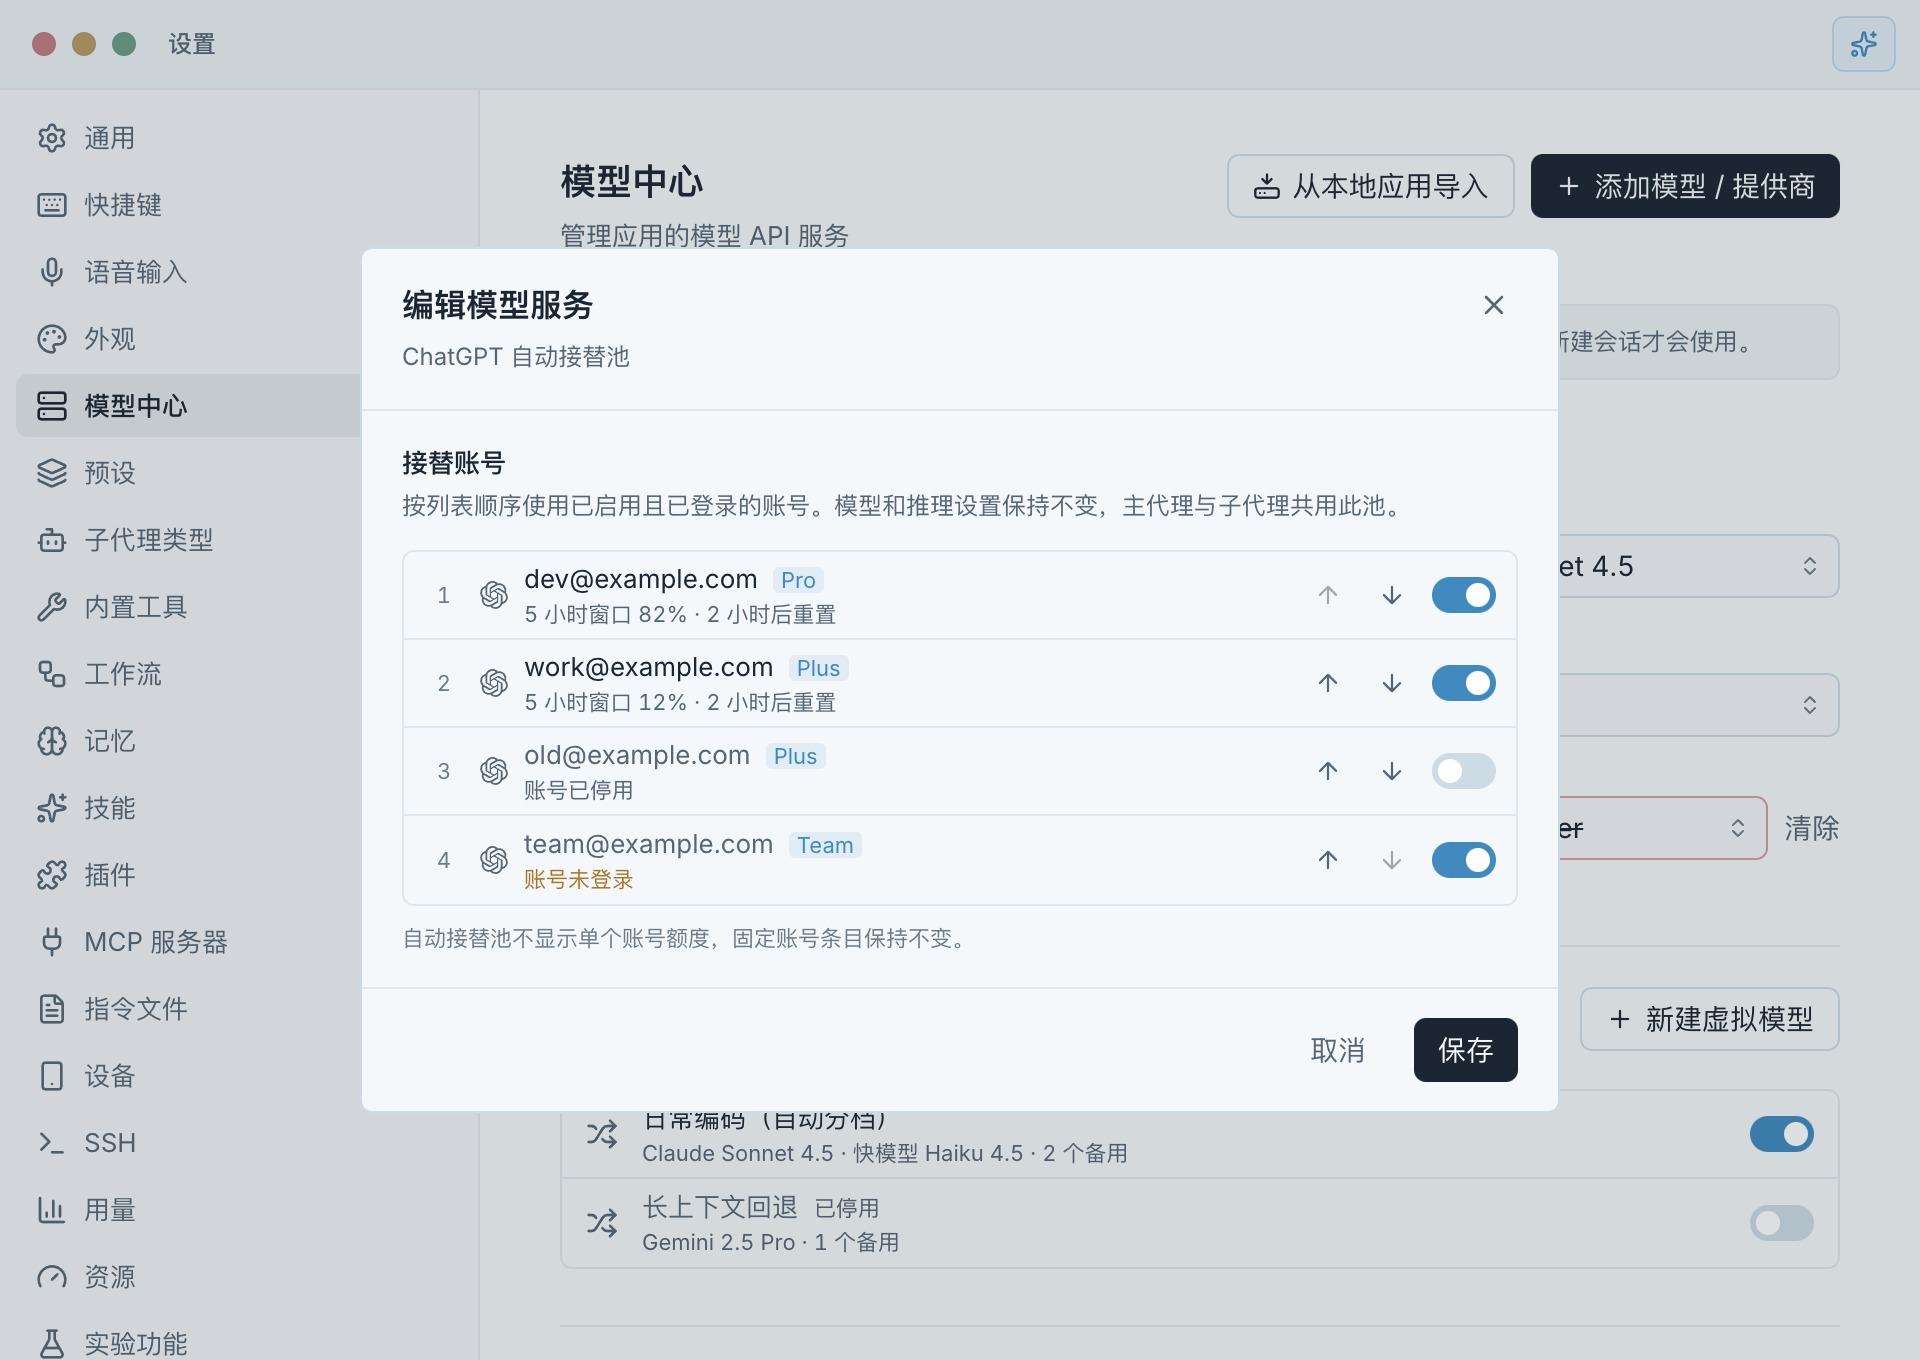 设置
通用
快捷键
语音输入
外观
模型中心
预设
子代理类型
内置工具
工作流
记忆
技能
插件
MCP 服务器
指令文件
设备
SSH
用量
资源
实验功能
模型中心
从本地应用导入
添加模型 / 提供商
管理应用的模型 API 服务
新建会话才会使用。
et 4.5
er
清除
新建虚拟模型
编辑模型服务
ChatGPT 自动接替池
接替账号
按列表顺序使用已启用且已登录的账号。模型和推理设置保持不变，主代理与子代理共用此池。
1 dev@example.com Pro
5 小时窗口 82% · 2 小时后重置
2 work@example.com Plus
5 小时窗口 12% · 2 小时后重置
3 old@example.com Plus
账号已停用
4 team@example.com Team
账号未登录
自动接替池不显示单个账号额度，固定账号条目保持不变。
取消
保存
日常编码（自动分档）
Claude Sonnet 4.5 · 快模型 Haiku 4.5 · 2 个备用
长上下文回退 已停用
Gemini 2.5 Pro · 1 个备用